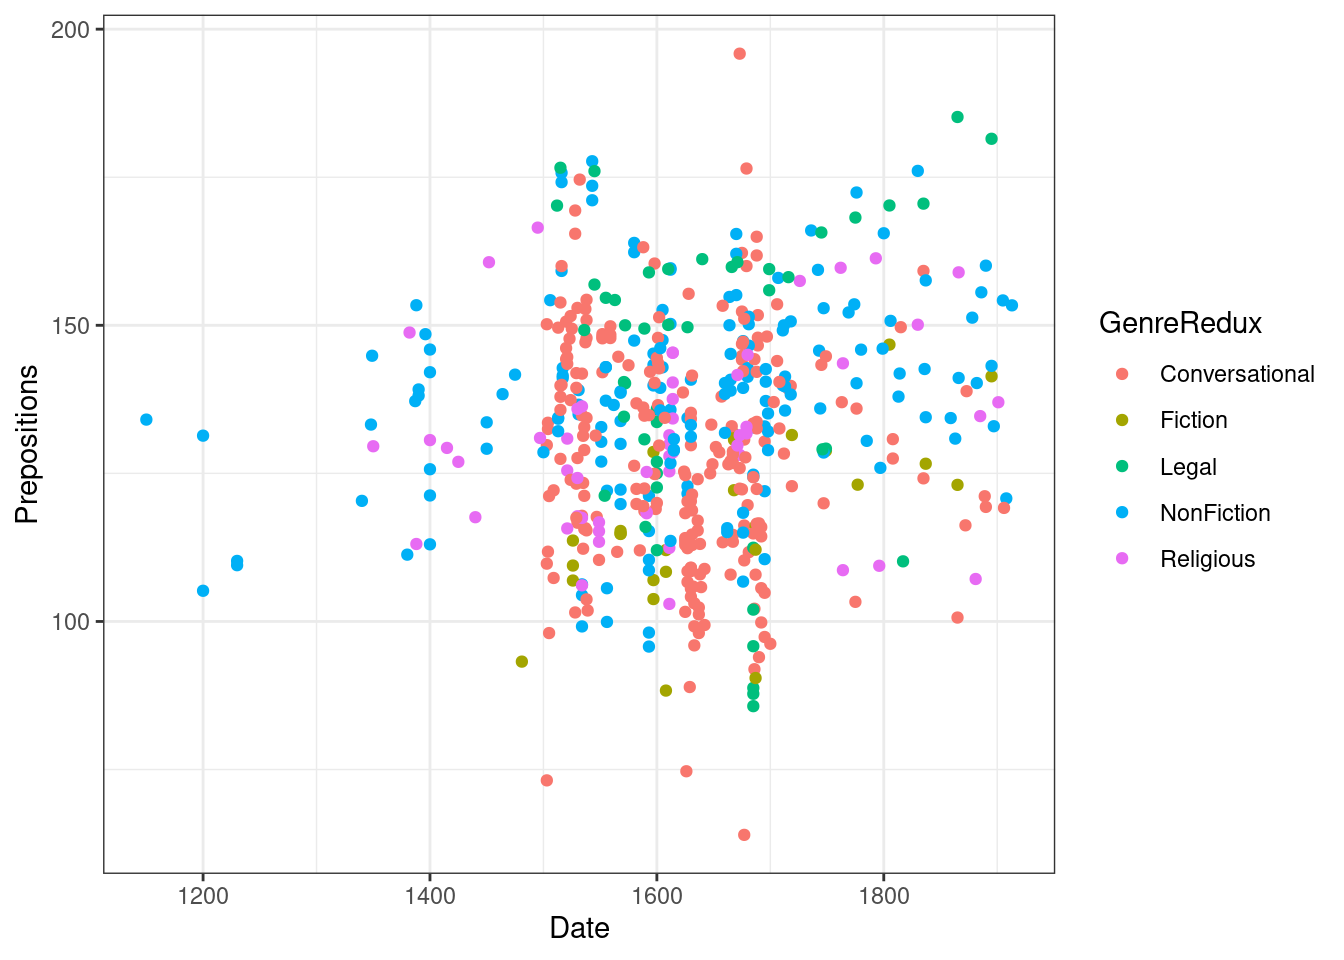 200
150
100
Prepositions
1200 1400 1600 1800
Date
GenreRedux
Conversational
Fiction
Legal
NonFiction
Religious